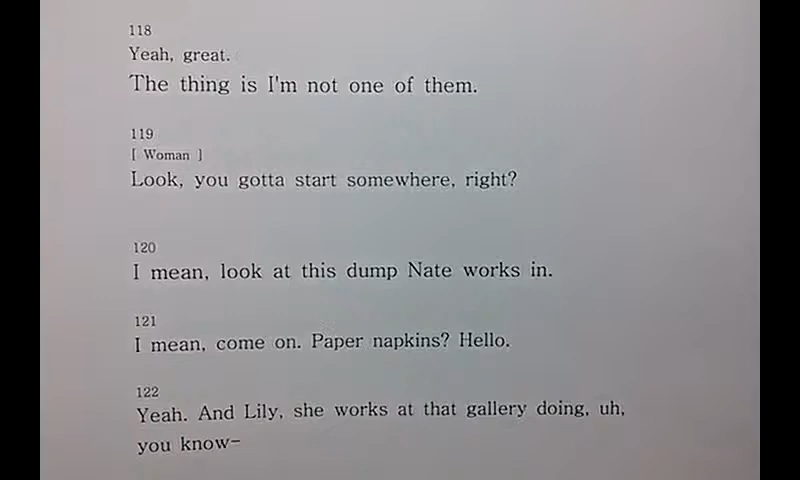 118
Yeah, great.
The thing is I'm not one of them.
119
[ Woman ]
Look, you gotta start somewhere, right?
120
I mean, look at this dump Nate works in.
121
I mean, come on. Paper napkins? Hello.
122
Yeah. And Lily, she works at that gallery doing, uh,
you know-